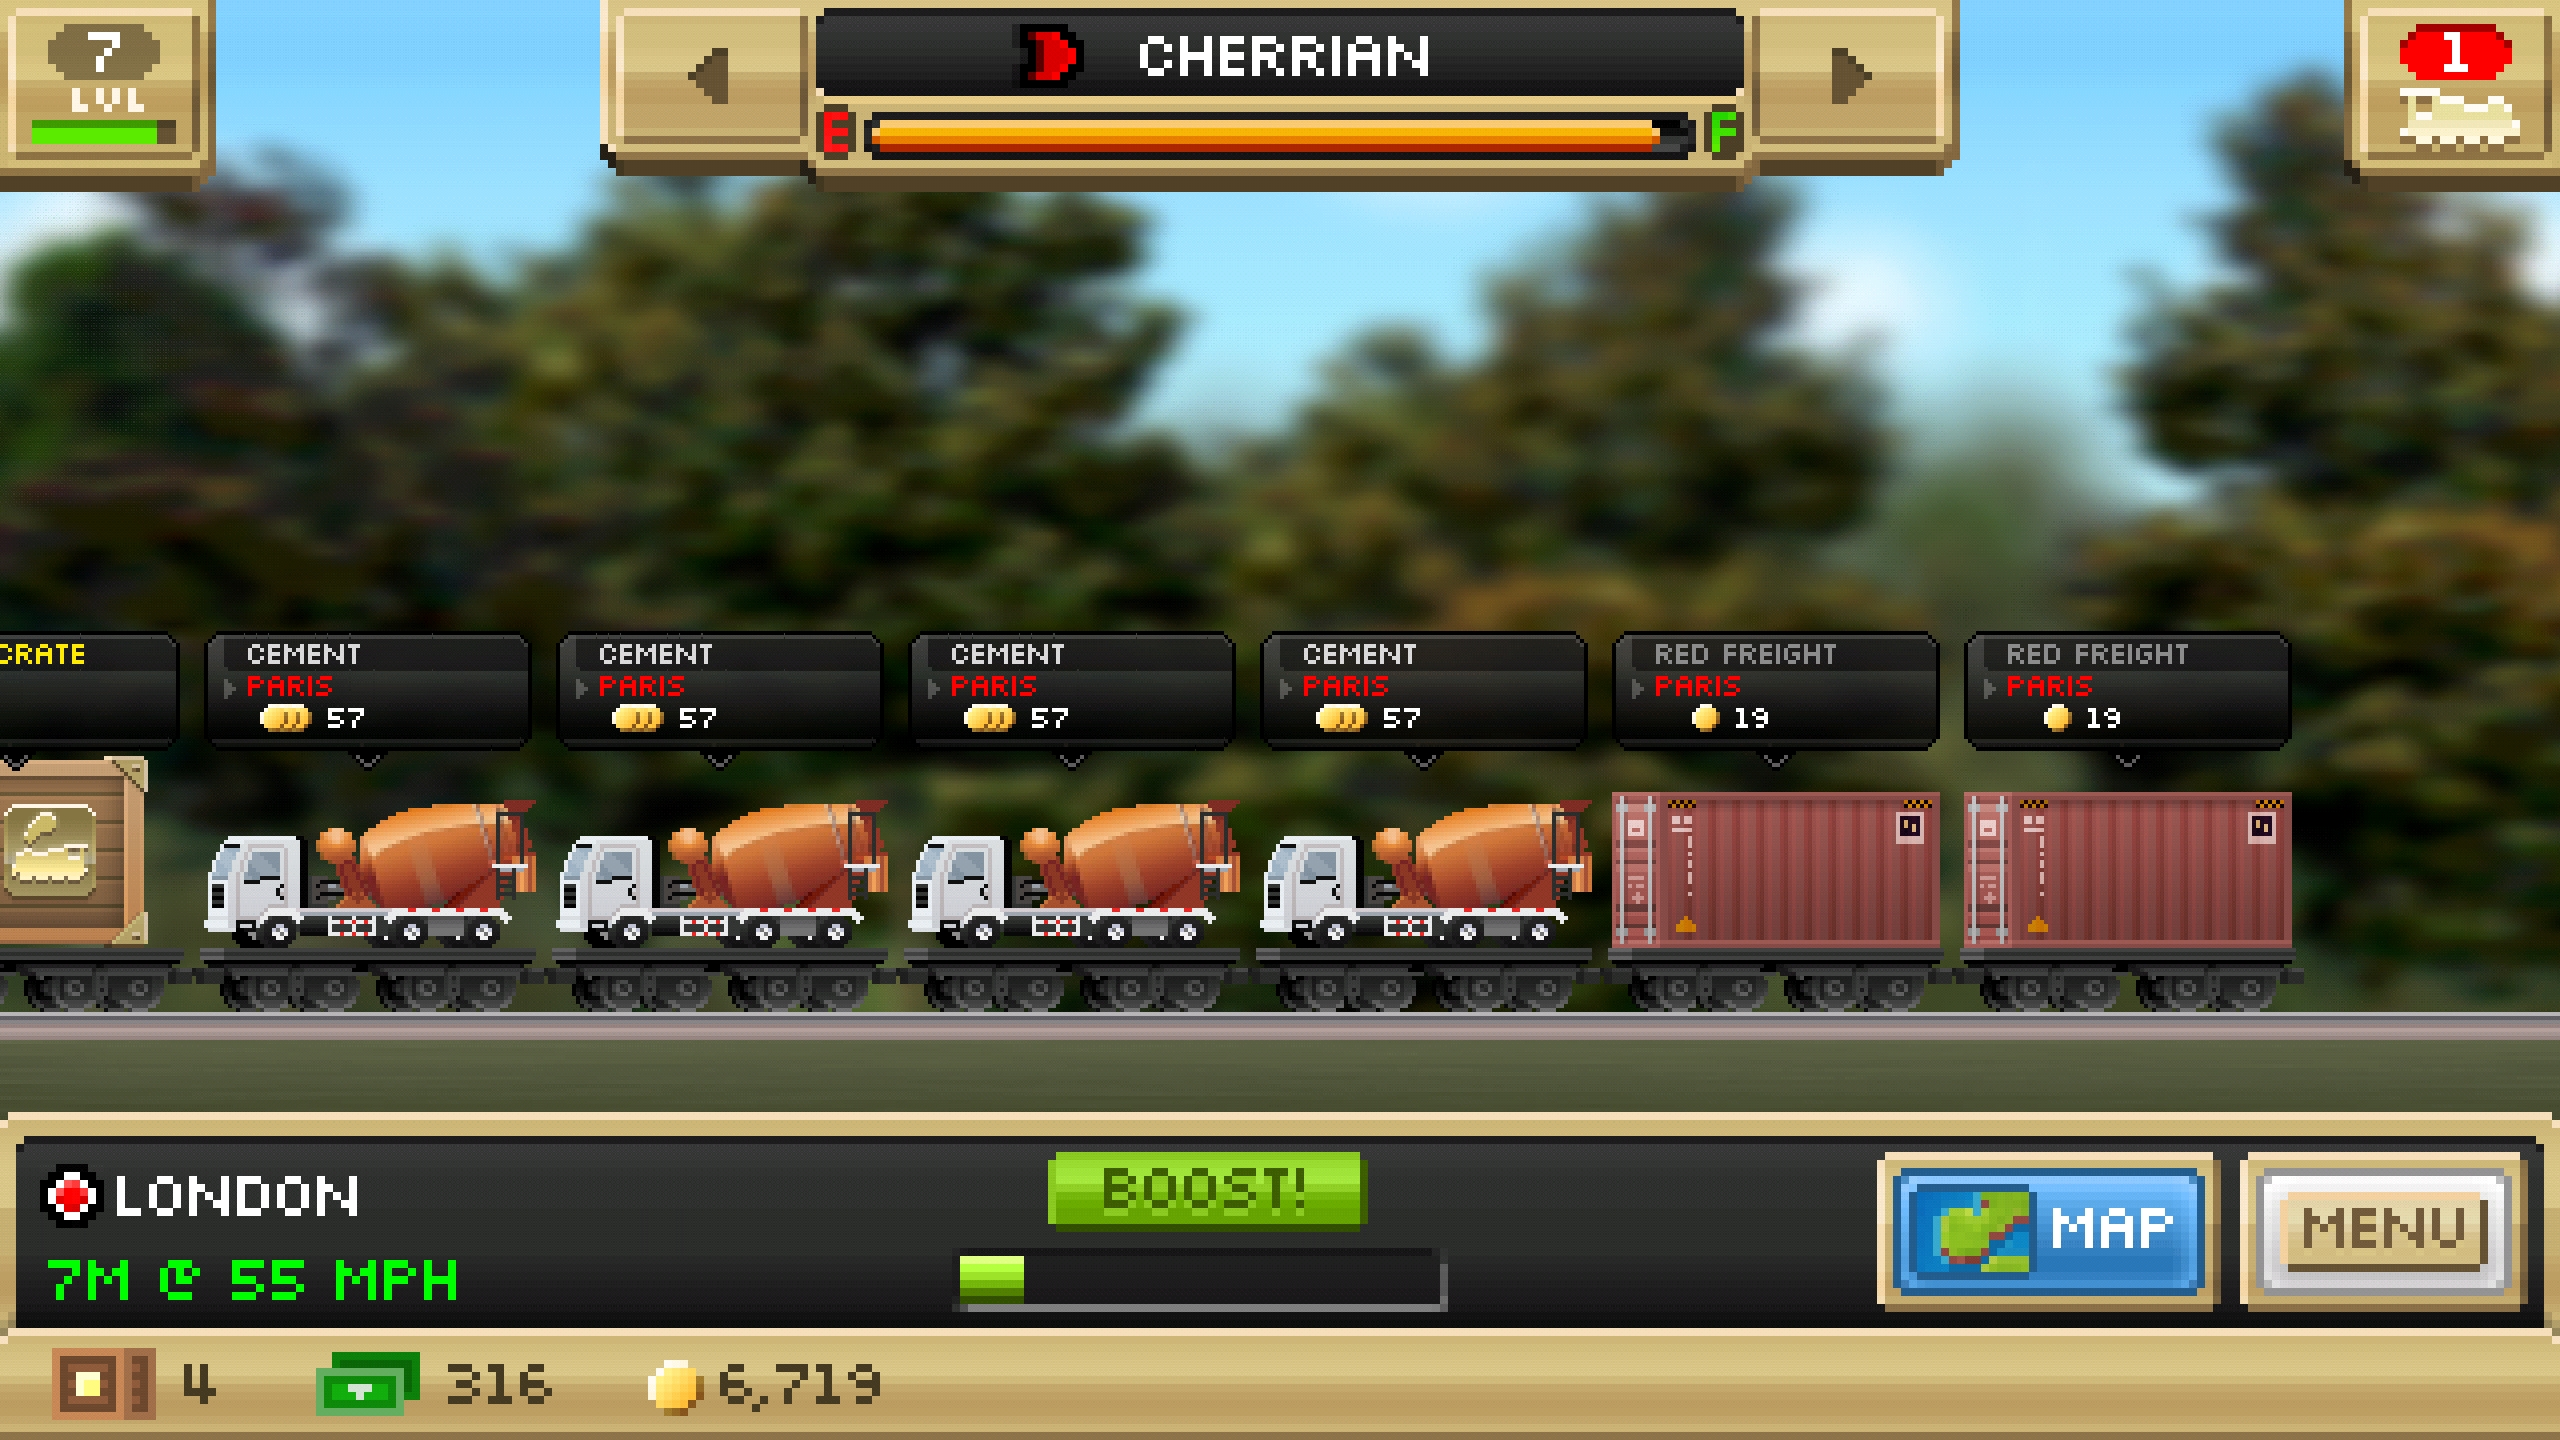 7
LVL
CHERRIAN
E
F
1
CRATE
CEMENT
PARIS
57
CEMENT
PARIS
57
CEMENT
PARIS
57
CEMENT
PARIS
57
RED FREIGHT
PARIS
19
RED FREIGHT
PARIS
19
LONDON
7M @ 55 MPH
BOOST!
MAP
MENU
4
316
6,719